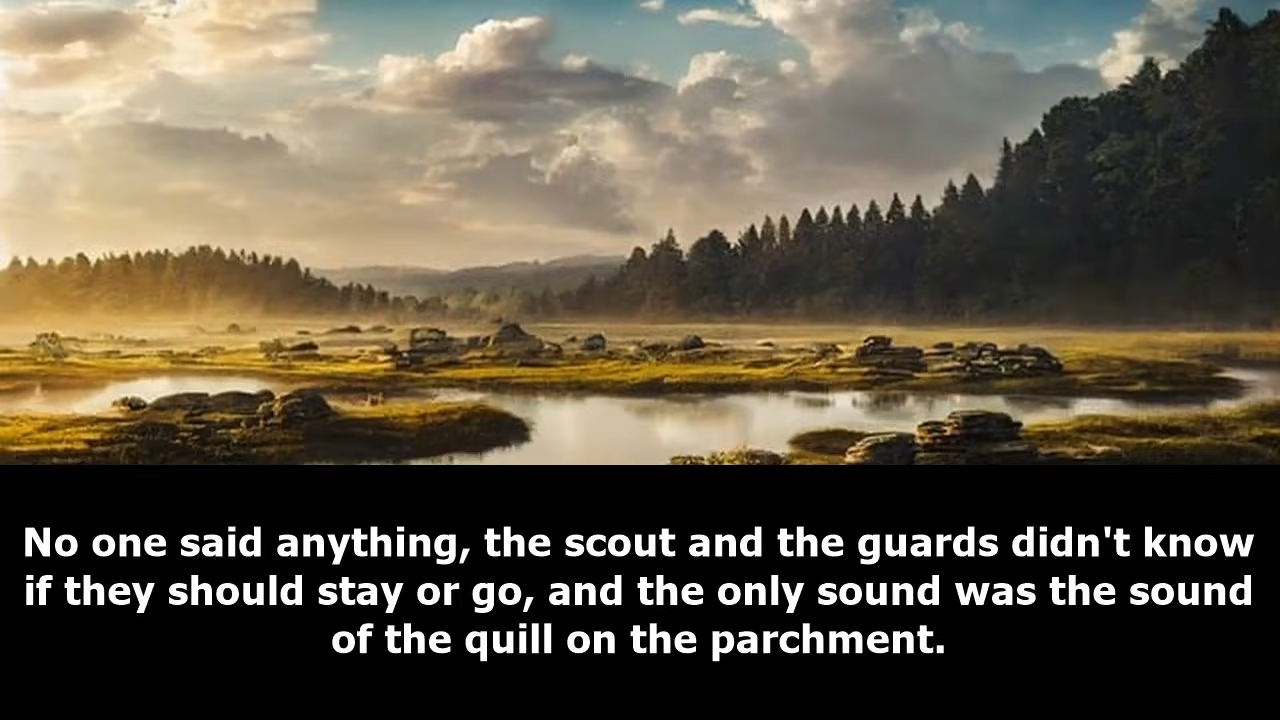 No one said anything, the scout and the guards didn't know
if they should stay or go, and the only sound was the sound
of the quill on the parchment.